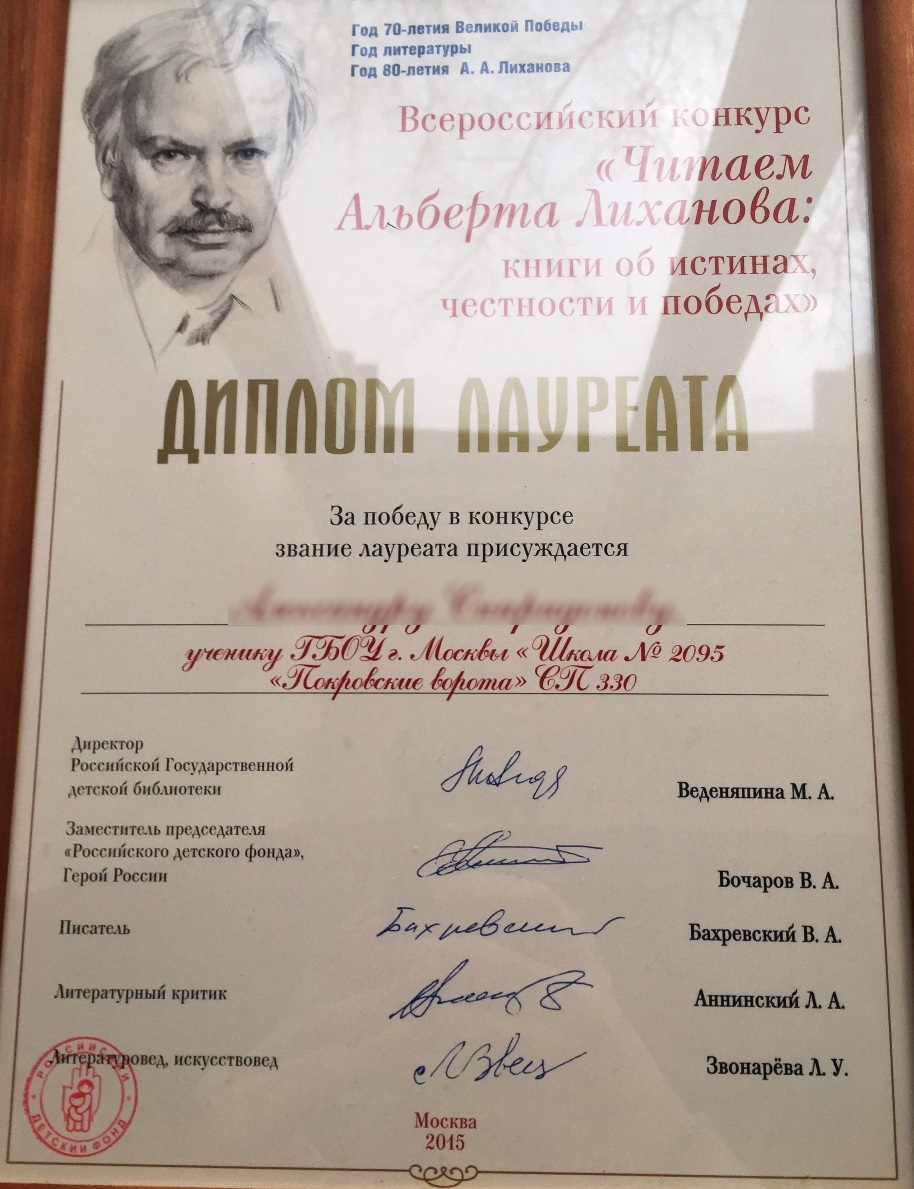 Год 70-летия Великой Победы
Год литературы
Год 80-летия А. А. Лиханова
Всероссийский конкурс
«Читаем
Альберта Лиханова:
книги об истинах,
честности и победах»
ДИПЛОМ ЛАУРЕАТА
За победу в конкурсе
звание лауреата присуждается
ученику ГБОУ г. Москвы «Школа № 2095
«Покровские ворота» СП 330
Директор
Российской Государственной
детской библиотеки
Веденяпина М. А.
Заместитель председателя
«Российского детского фонда»,
Герой России
Бочаров В. А.
Писатель
Бахревский
Бахревский В. А.
Литературный критик
Аннинский Л. А.
Литературовед, искусствовед
Звонарёва Л. У.
РОССИЙСКИЙ
ДЕТСКИЙ ФОНД
Москва
2015